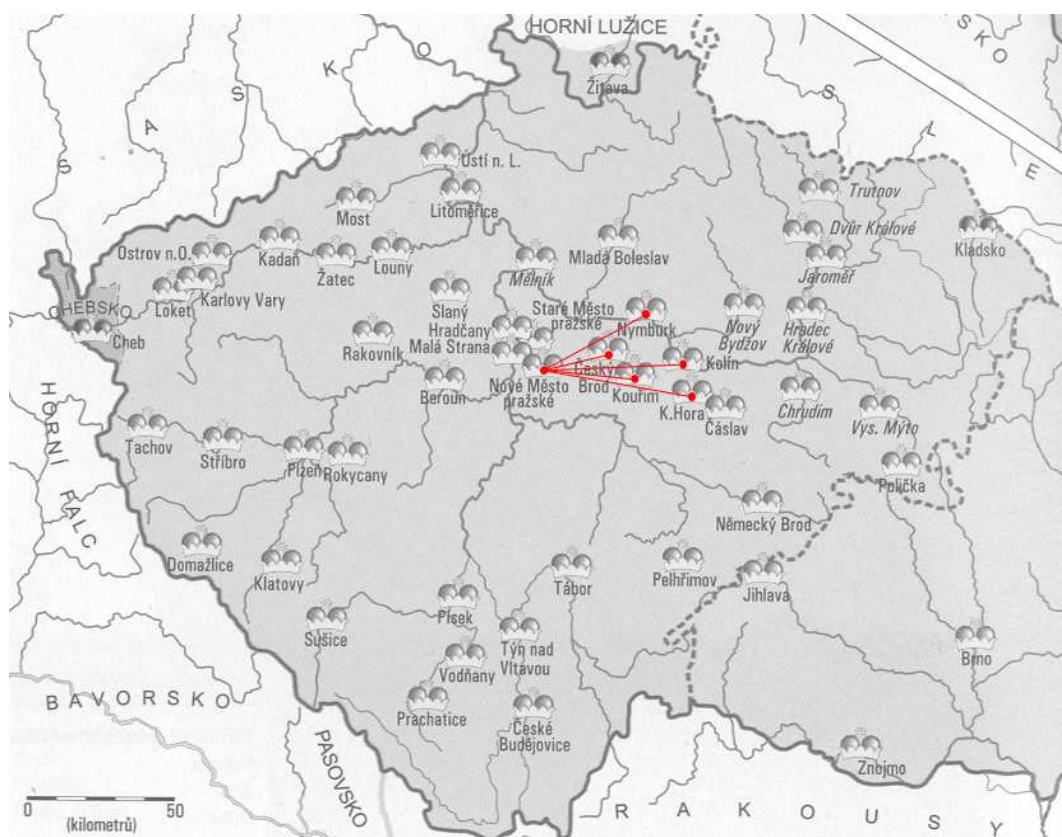 HORNÍ LUŽICE
SASKO
SLE
SKO
Žitava
Ústí n. L.
Litoměřice
Most
Trutnov
Dvůr Králové
Kladsko
Jaroměř
Ostrov n.O.
Kadaň
Žatec
Louny
Mělník
Mladá Boleslav
CHEBSKO
Loket
Karlovy Vary
Cheb
Slaný
Hradčany
Malá Strana
Staré Město
pražské
Nymburk
Nový
Bydžov
Hradec
Králové
Rakovník
Beroun
Nové Město
pražské
Český
Brod
Kouřim
Kolín
K.Hora
Čáslav
Chrudim
Vys. Mýto
HORNÍ FALC
Tachov
Stříbro
Plzeň
Rokycany
Polička
Německý Brod
Domažlice
Klatovy
Tábor
Pelhřimov
Jihlava
Sušice
Písek
Týn nad
Vltavou
Vodňany
Brno
BAVORSKO
Prachatice
České
Budějovice
PASOVSKO
Znojmo
RAKOUSY
0 50
(kilometrů)